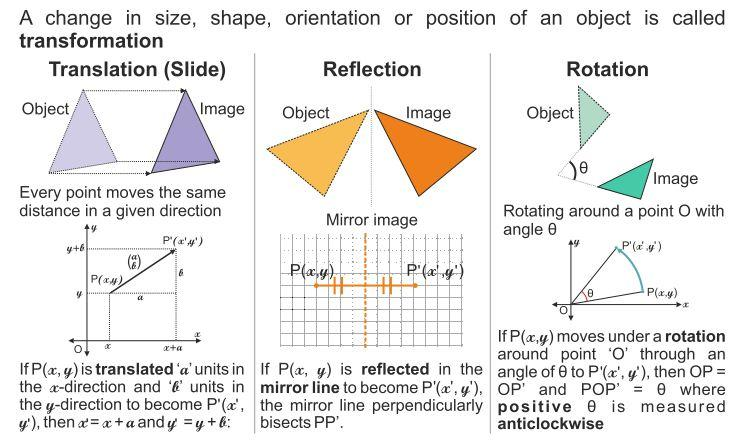 A change in size, shape, orientation or position of an object is called
transformation
Translation (Slide)
Object
Image
Every point moves the same
distance in a given direction
y
y+b
P'(x',y')
(a
b)
P(x,y)
b
y
a
O
x
x+a
x
If P(x, y) is translated ‘a’ units in
the x-direction and ‘b’ units in
the y-direction to become P'(x',
y'), then x'= x + a and y' = y + b:
Reflection
Object
Image
Mirror image
P(x,y)
P'(x',y')
If P(x, y) is reflected in the
mirror line to become P'(x', y'),
the mirror line perpendicularly
bisects PP’.
Rotation
Object
θ
Image
Rotating around a point O with
angle θ
y
P'(x',y')
θ
P(x,y)
O
x
If P(x,y) moves under a rotation
around point ‘O’ through an
angle of θ to P'(x', y'), then OP =
OP' and POP' = θ where
positive θ is measured
anticlockwise